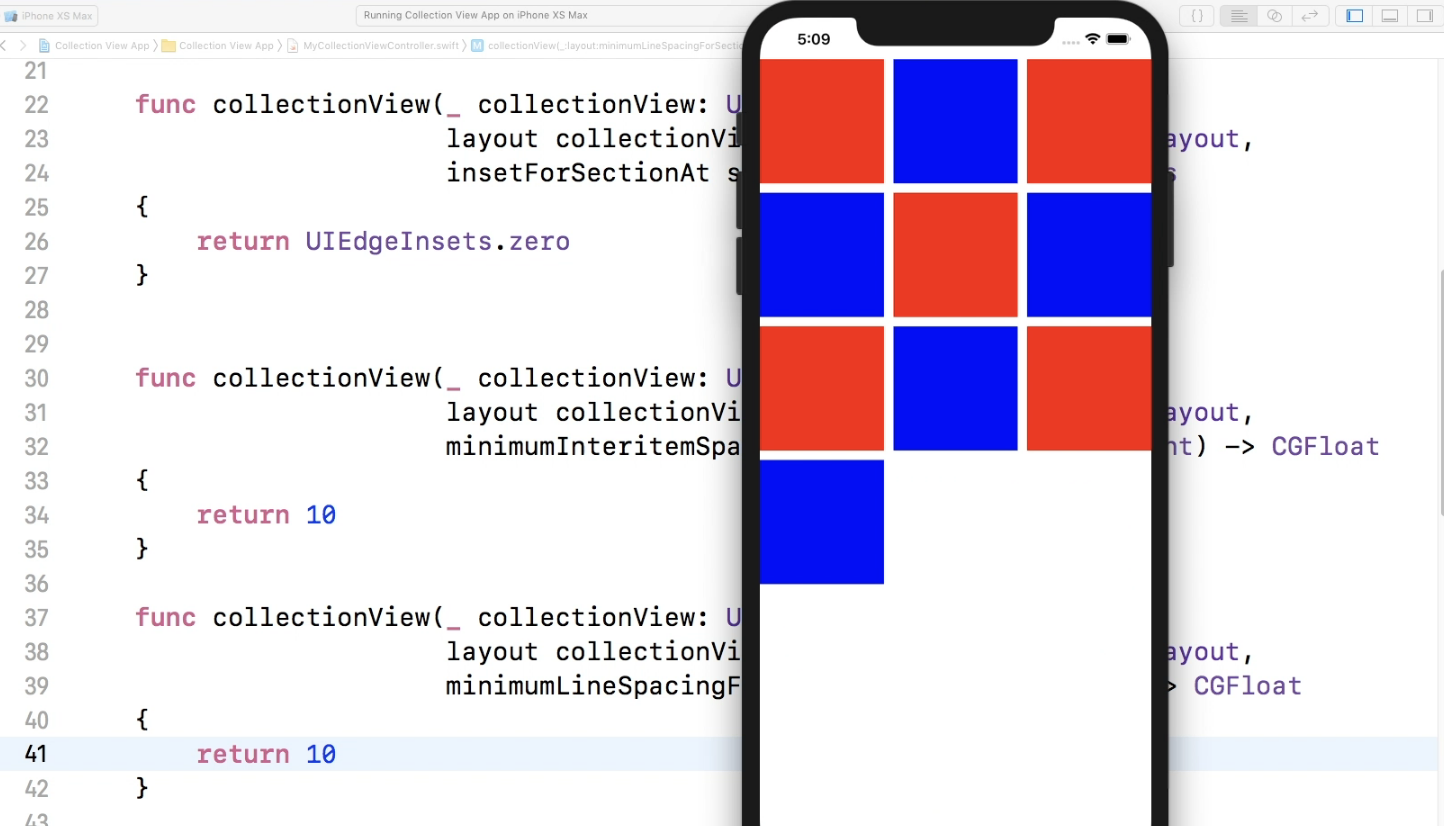 iPhone XS Max
Running Collection View App on iPhone XS Max
Collection View App Collection View App MyCollectionViewController.swift M collectionView(_:layout:minimumLineSpacingForSectio
5:09
21
22 func collectionView(_ collectionView: U
23 layout collectionVi ayout,
24 insetForSectionAt s s
25 {
26 return UIEdgeInsets.zero
27 }
28
29
30 func collectionView(_ collectionView: U
31 layout collectionVi ayout,
32 minimumInteritemSpa nt) -> CGFloat
33 {
34 return 10
35 }
36
37 func collectionView(_ collectionView: U
38 layout collectionVi ayout,
39 minimumLineSpacingF > CGFloat
40 {
41 return 10
42 }
43